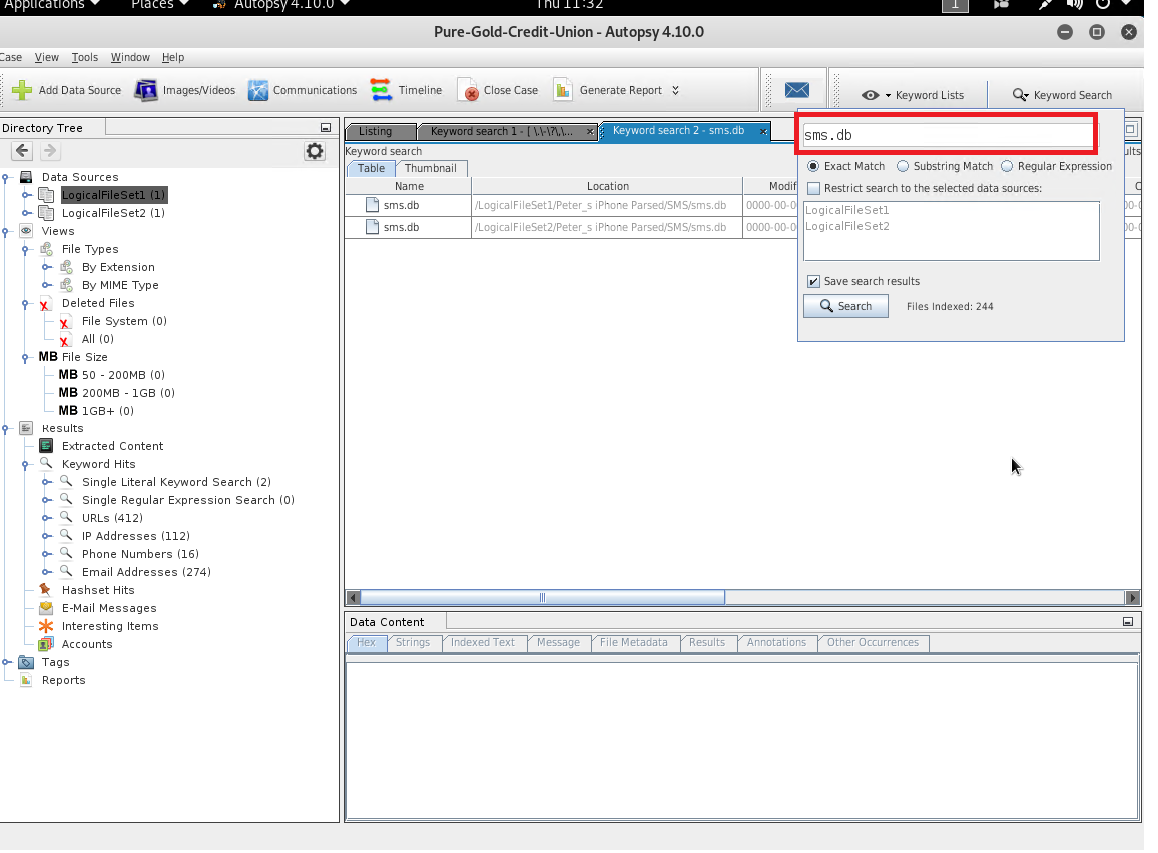 Applications Places Autopsy 4.10.0 Thu 11:32 1
Pure-Gold-Credit-Union - Autopsy 4.10.0
Case View Tools Window Help
Add Data Source Images/Videos Communications Timeline Close Case Generate Report Keyword Lists Keyword Search
Directory Tree
Data Sources
LogicalFileSet1 (1)
LogicalFileSet2 (1)
Views
File Types
By Extension
By MIME Type
Deleted Files
File System (0)
All (0)
MB File Size
MB 50 - 200MB (0)
MB 200MB - 1GB (0)
MB 1GB+ (0)
Results
Extracted Content
Keyword Hits
Single Literal Keyword Search (2)
Single Regular Expression Search (0)
URLs (412)
IP Addresses (112)
Phone Numbers (16)
Email Addresses (274)
Hashset Hits
E-Mail Messages
Interesting Items
Accounts
Tags
Reports
Listing Keyword search 1 - [ \.\-\?\,\... Keyword search 2 - sms.db
Keyword search
Table Thumbnail
Name Location Modif
sms.db /LogicalFileSet1/Peter_s iPhone Parsed/SMS/sms.db 0000-00-0
sms.db /LogicalFileSet2/Peter_s iPhone Parsed/SMS/sms.db 0000-00-0
sms.db
Exact Match Substring Match Regular Expression
Restrict search to the selected data sources:
LogicalFileSet1
LogicalFileSet2
Save search results
Search Files Indexed: 244
Data Content
Hex Strings Indexed Text Message File Metadata Results Annotations Other Occurrences